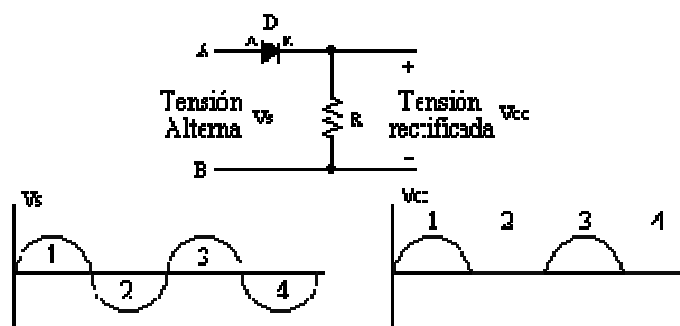 D
A A K
+
Tensión Alterna Vs
R
Tensión rectificada Vcc
B
-
Vs
1
2
3
4
Vcc
1 2 3 4